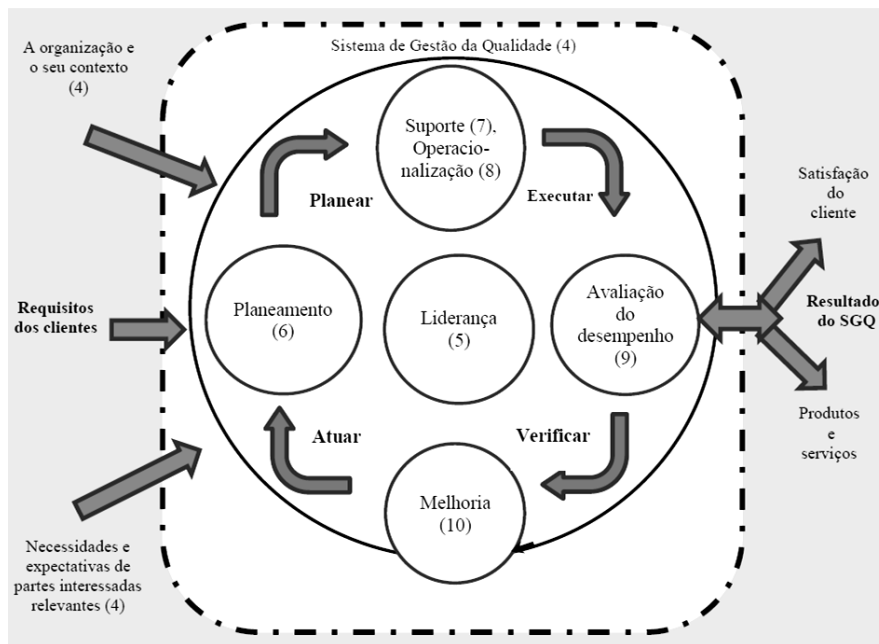 Sistema de Gestão da Qualidade (4)
A organização e
o seu contexto
(4)
Suporte (7),
Operacio-
nalização (8)
Planear
Executar
Satisfação
do
cliente
Requisitos
dos clientes
Planeamento
(6)
Liderança
(5)
Avaliação
do
desempenho
(9)
Resultado
do SGQ
Atuar
Verificar
Produtos
e
serviços
Melhoria
(10)
Necessidades e
expectativas de
partes interessadas
relevantes (4)